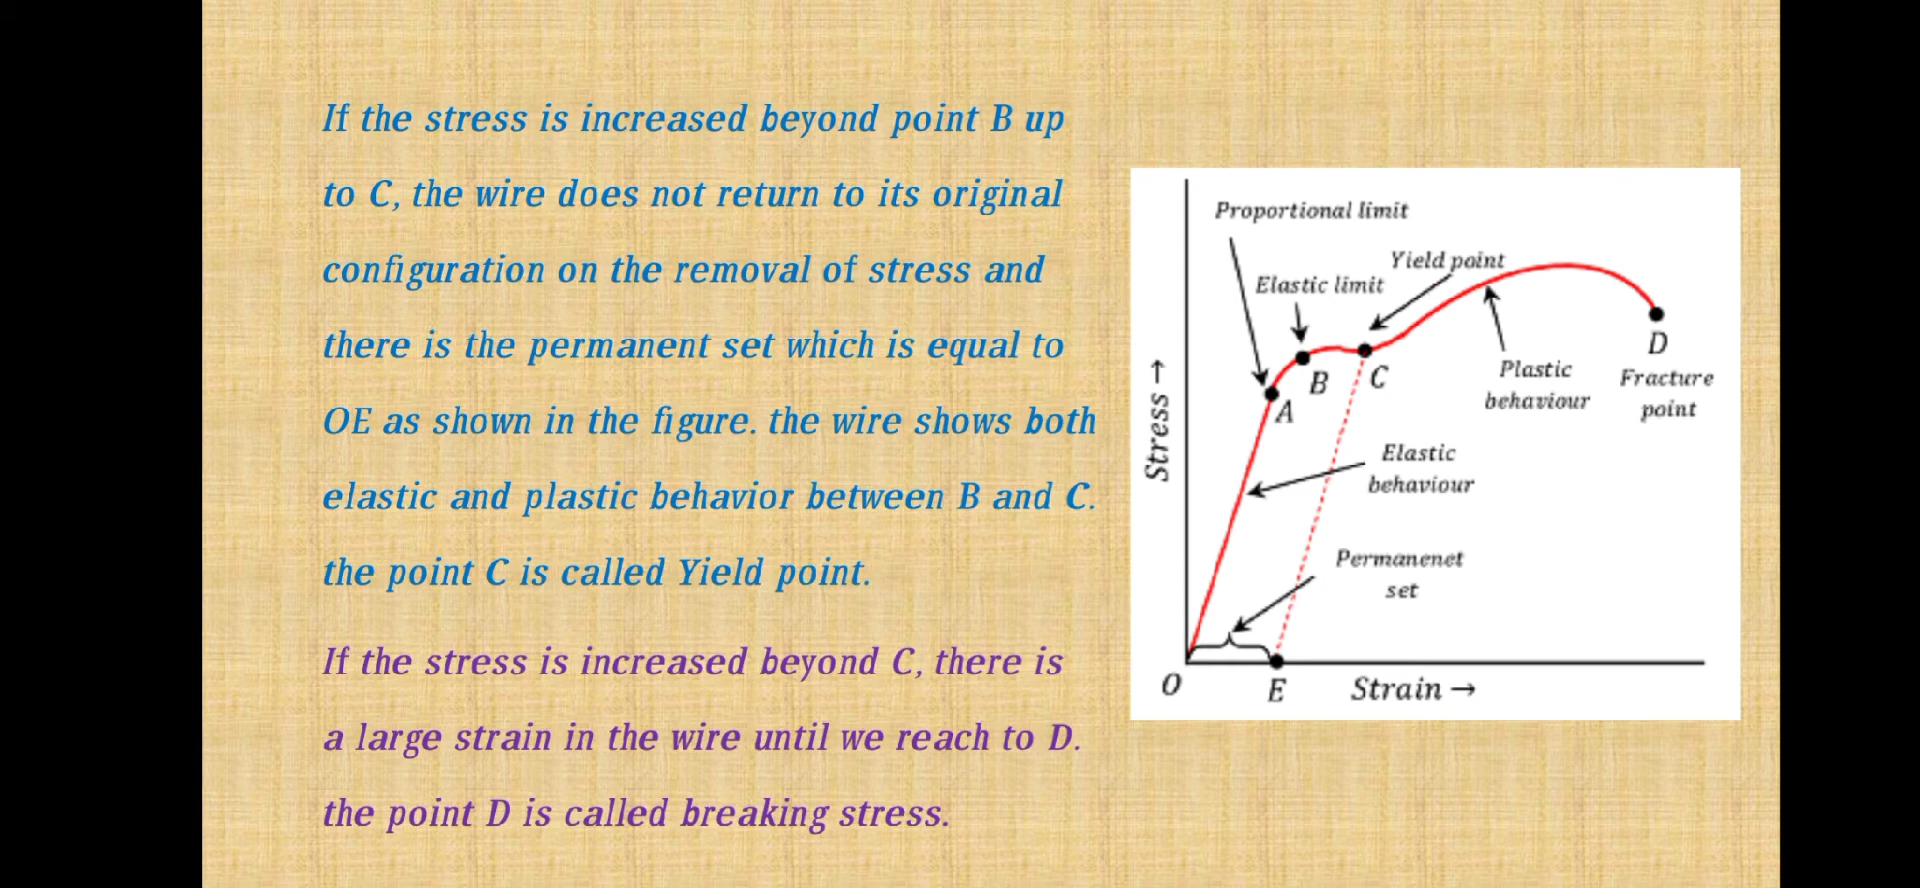 If the stress is increased beyond point B up
to C, the wire does not return to its original
configuration on the removal of stress and
there is the permanent set which is equal to
OE as shown in the figure. the wire shows both
elastic and plastic behavior between B and C.
the point C is called Yield point.
If the stress is increased beyond C, there is
a large strain in the wire until we reach to D.
the point D is called breaking stress.
Proportional limit
Yield point
Elastic limit
B
C
A
D
Plastic
behaviour
Fracture
point
Stress →
Elastic
behaviour
Permanenet
set
O
E
Strain →